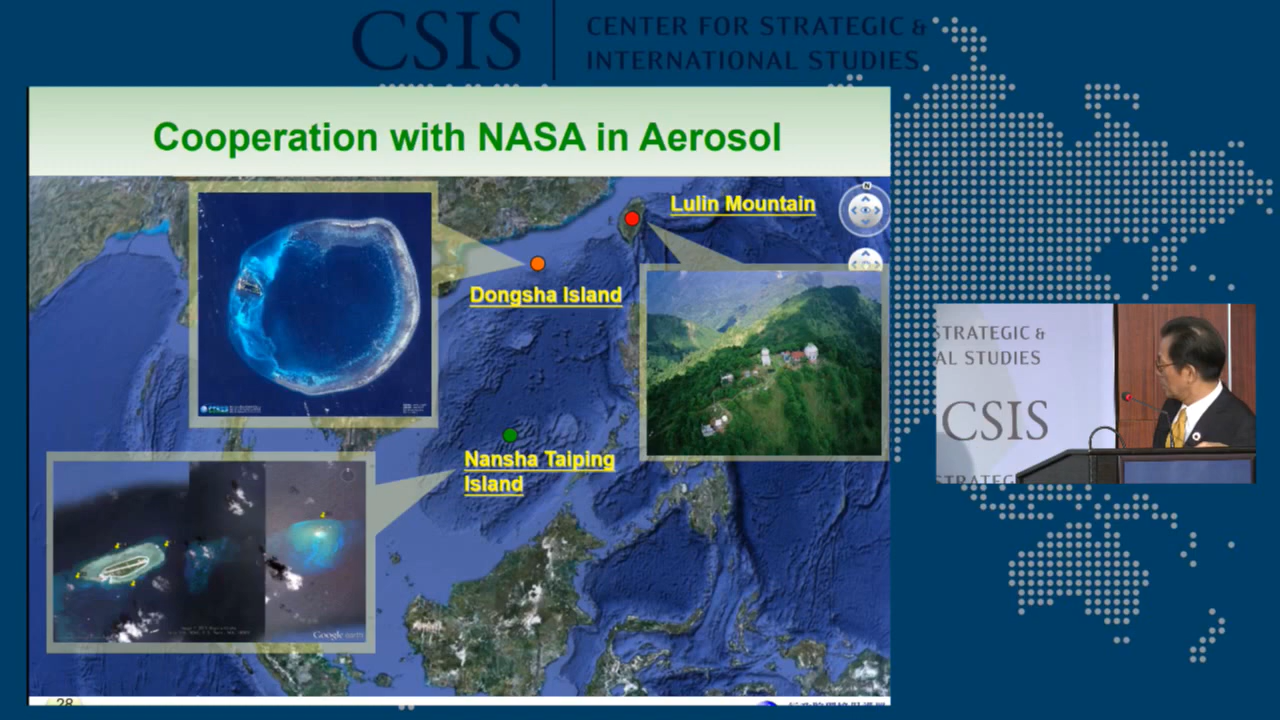 CSIS
CENTER FOR STRATEGIC &
INTERNATIONAL STUDIES
Cooperation with NASA in Aerosol
N
Lulin Mountain
Dongsha Island
Nansha Taiping
Island
Google earth
28
STRATEGIC &
AL STUDIES
CSIS
STRATEG